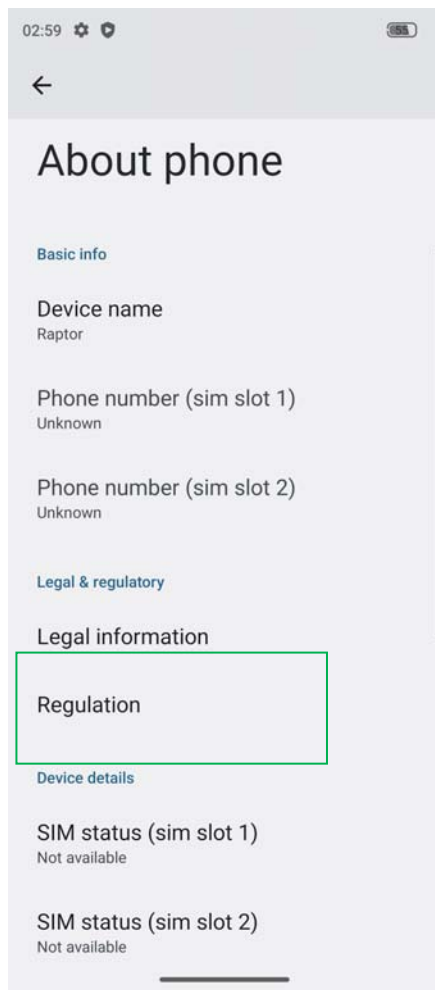 02:59
55
About phone
Basic info
Device name
Raptor
Phone number (sim slot 1)
Unknown
Phone number (sim slot 2)
Unknown
Legal & regulatory
Legal information
Regulation
Device details
SIM status (sim slot 1)
Not available
SIM status (sim slot 2)
Not available